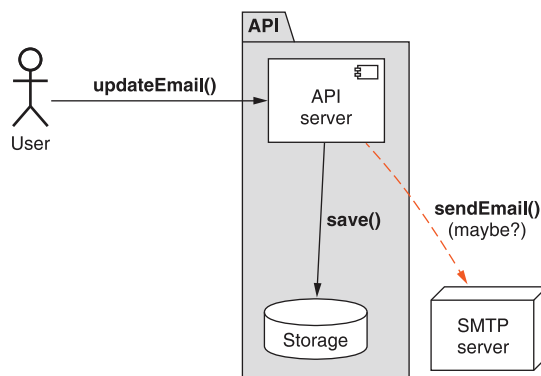 API
updateEmail()
API
server
User
save()
sendEmail()
(maybe?)
Storage
SMTP
server